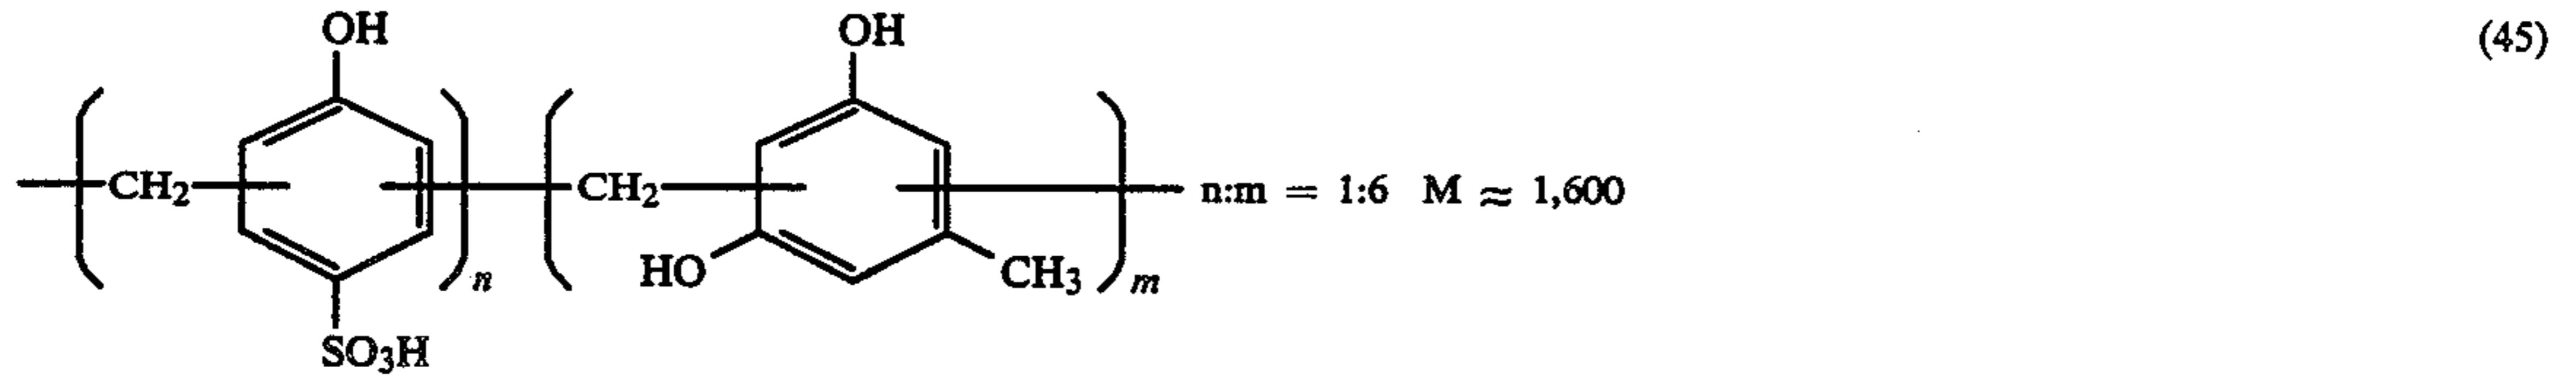 OH OH (45)
CH₂ CH₂ n:m = 1:6 M ≈ 1,600
HO CH₃
n m
SO₃H